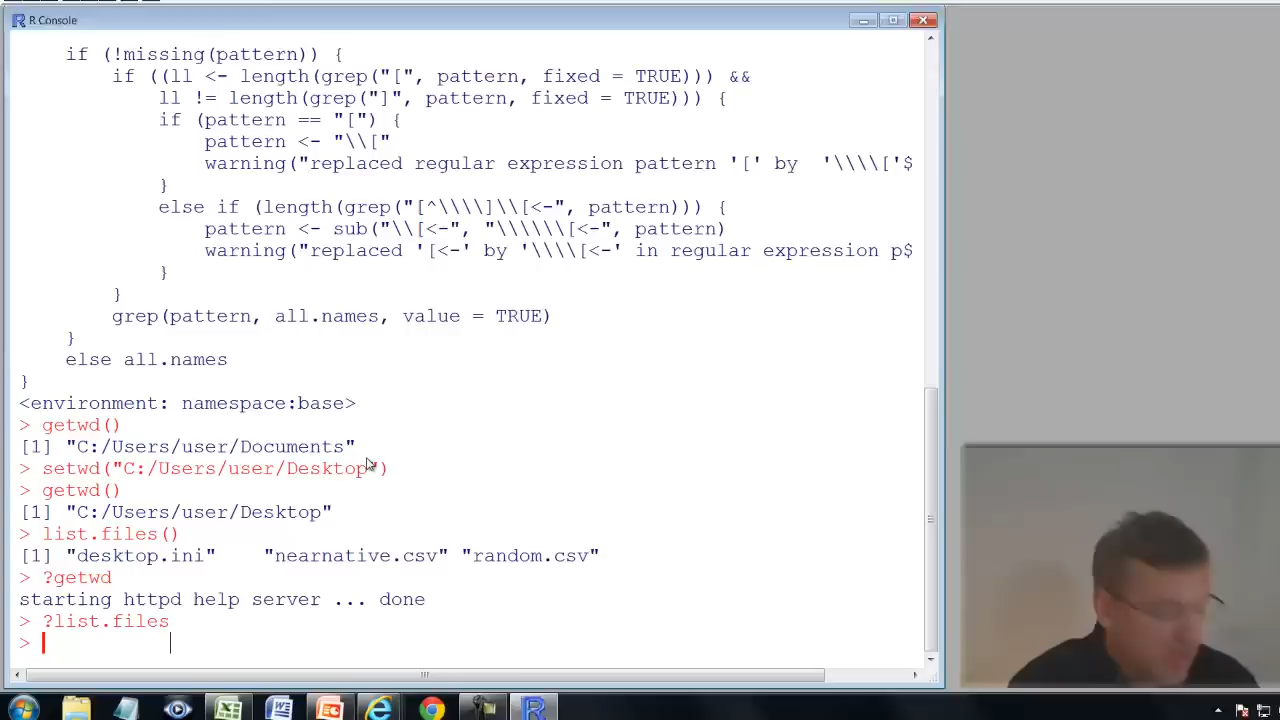 R Console
if (!missing(pattern)) {
if ((ll <- length(grep("[", pattern, fixed = TRUE))) &&
ll != length(grep("]", pattern, fixed = TRUE))) {
if (pattern == "[") {
pattern <- "\\["
warning("replaced regular expression pattern '[' by  '\\\\['$
}
else if (length(grep("[^\\\\]\\[<-", pattern))) {
pattern <- sub("\\[<-", "\\\\\\[<-", pattern)
warning("replaced '[<-' by '\\\\[<-' in regular expression p$
}
}
grep(pattern, all.names, value = TRUE)
}
else all.names
}
<environment: namespace:base>
> getwd()
[1] "C:/Users/user/Documents"
> setwd("C:/Users/user/Desktop")
> getwd()
[1] "C:/Users/user/Desktop"
> list.files()
[1] "desktop.ini"    "nearnative.csv" "random.csv"
> ?getwd
starting httpd help server ... done
> ?list.files
>